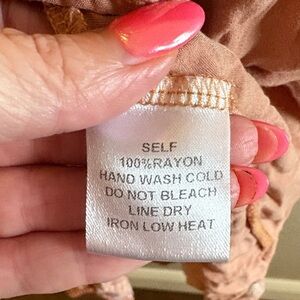 SELF
100%RAYON
HAND WASH COLD
DO NOT BLEACH
LINE DRY
IRON LOW HEAT